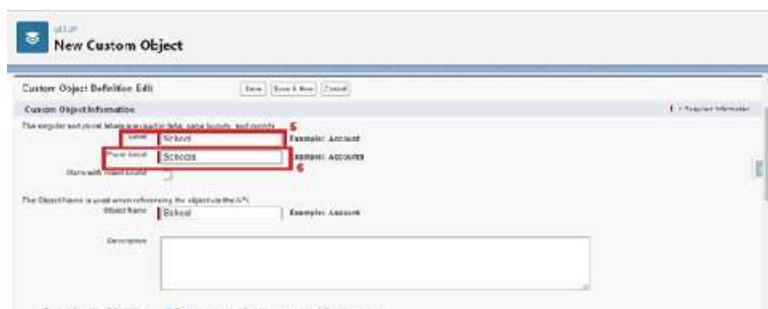 SETUP
New Custom Object
Custom Object Definition Edit Save Save & New Cancel
Custom Object Information = Required Information
The singular and plural labels are used in tabs, page layouts, and reports. 5
Label School Example: Account
Plural Label Schools Example: Accounts
6
Starts with vowel sound
The Object Name is used when referencing the object via the API.
Object Name School Example: Account
Description